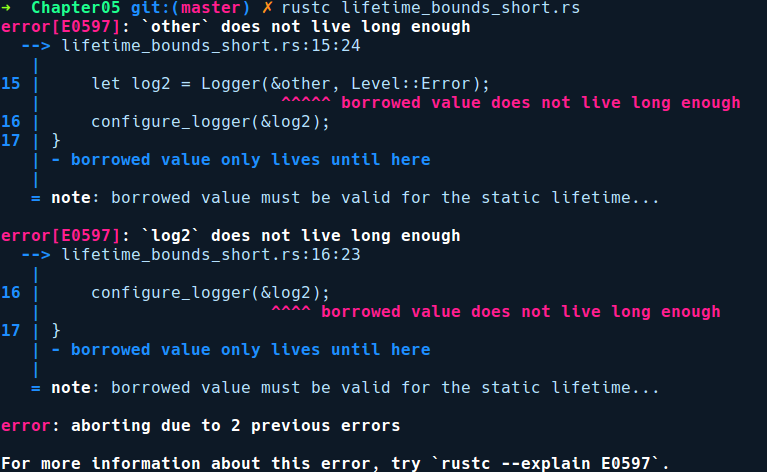 ➜  Chapter05 git:(master) ✗ rustc lifetime_bounds_short.rs
error[E0597]: `other` does not live long enough
  --> lifetime_bounds_short.rs:15:24
   |
15 |     let log2 = Logger(&other, Level::Error);
   |                        ^^^^^ borrowed value does not live long enough
16 |     configure_logger(&log2);
17 | }
   | - borrowed value only lives until here
   |
   = note: borrowed value must be valid for the static lifetime...

error[E0597]: `log2` does not live long enough
  --> lifetime_bounds_short.rs:16:23
   |
16 |     configure_logger(&log2);
   |                       ^^^^ borrowed value does not live long enough
17 | }
   | - borrowed value only lives until here
   |
   = note: borrowed value must be valid for the static lifetime...

error: aborting due to 2 previous errors

For more information about this error, try `rustc --explain E0597`.